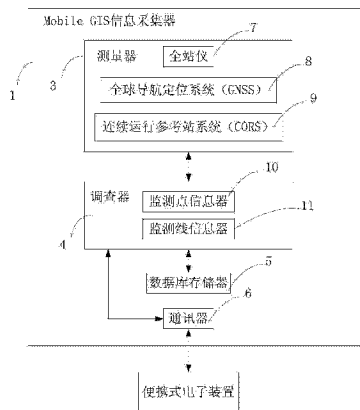 Mobile GIS信息采集器
测量器
全站仪
7
全球导航定位系统（GNSS）
8
连续运行参考站系统（CORS）
9
1
3
调查器
监测点信息器
10
监测线信息器
11
4
数据库存储器
5
通讯器
6
便携式电子装置